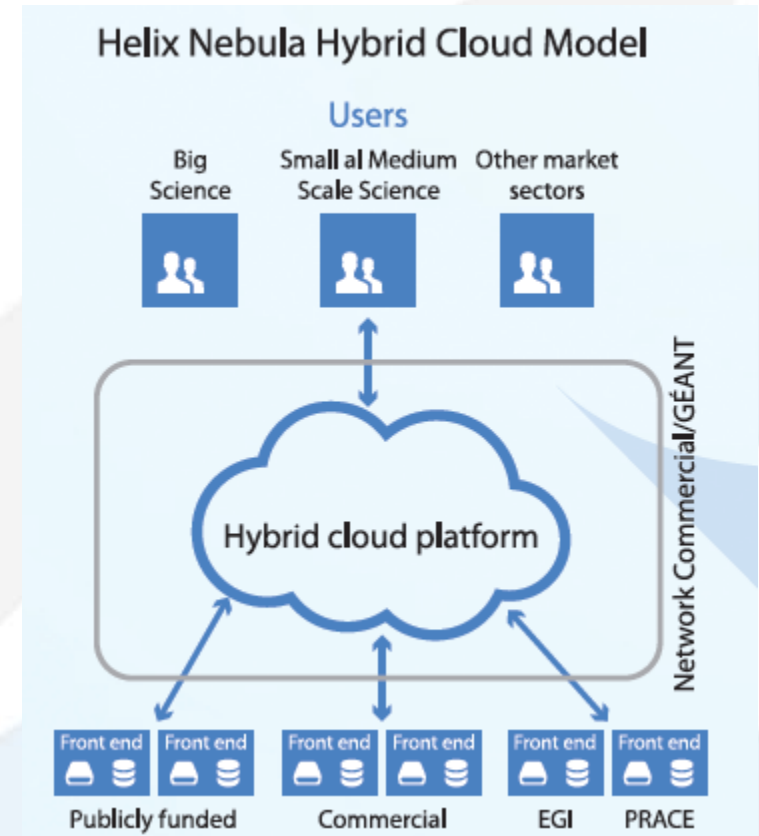 Helix Nebula Hybrid Cloud Model
Users
Big
Science
Small al Medium
Scale Science
Other market
sectors
Network Commercial/GÉANT
Hybrid cloud platform
Front end
Front end
Front end
Front end
Front end
Front end
Publicly funded
Commercial
EGI
PRACE